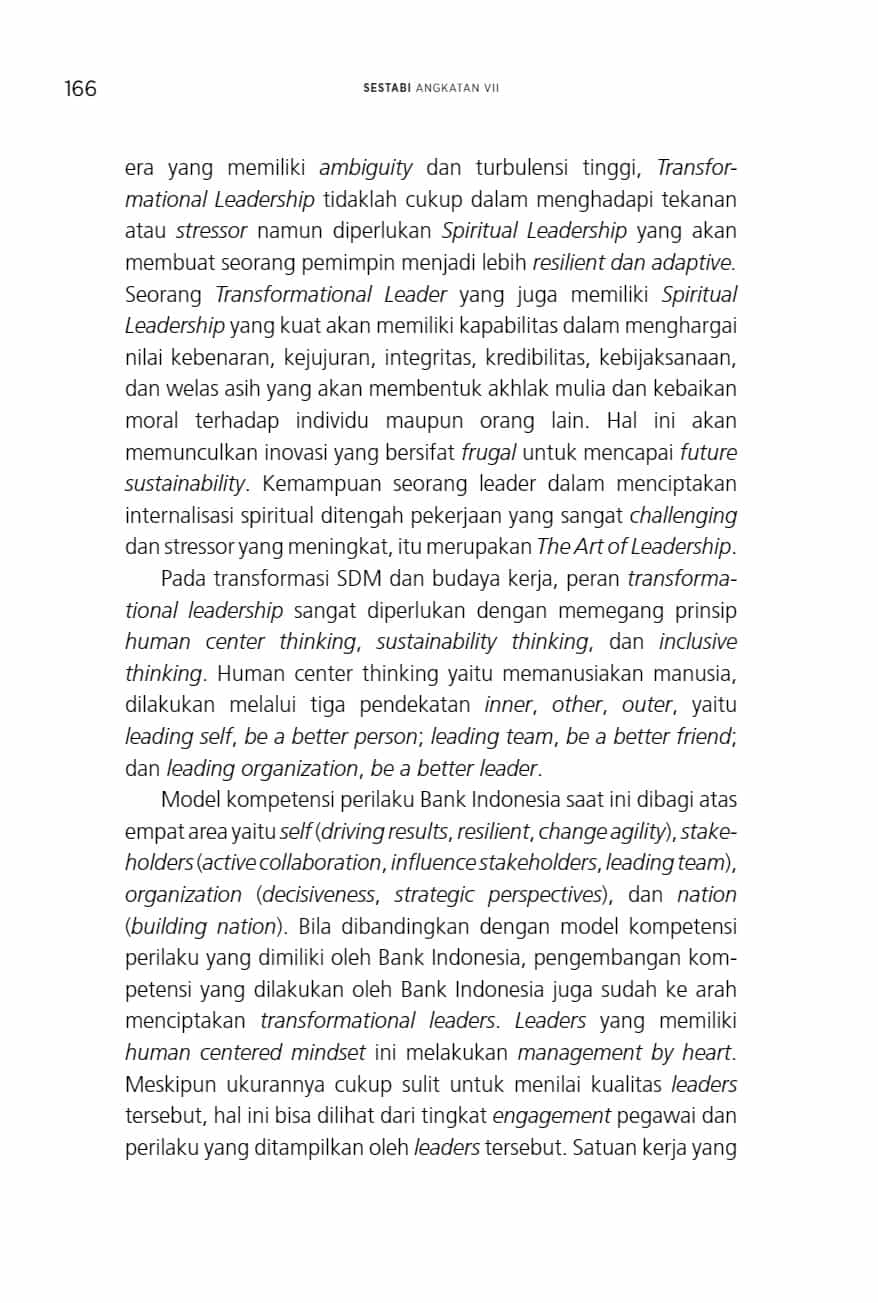 166
SESTABI ANGKATAN VII
era yang memiliki ambiguity dan turbulensi tinggi, Transfor-
mational Leadership tidaklah cukup dalam menghadapi tekanan
atau stressor namun diperlukan Spiritual Leadership yang akan
membuat seorang pemimpin menjadi lebih resilient dan adaptive.
Seorang Transformational Leader yang juga memiliki Spiritual
Leadership yang kuat akan memiliki kapabilitas dalam menghargai
nilai kebenaran, kejujuran, integritas, kredibilitas, kebijaksanaan,
dan welas asih yang akan membentuk akhlak mulia dan kebaikan
moral terhadap individu maupun orang lain. Hal ini akan
memunculkan inovasi yang bersifat frugal untuk mencapai future
sustainability. Kemampuan seorang leader dalam menciptakan
internalisasi spiritual ditengah pekerjaan yang sangat challenging
dan stressor yang meningkat, itu merupakan The Art of Leadership.
Pada transformasi SDM dan budaya kerja, peran transforma-
tional leadership sangat diperlukan dengan memegang prinsip
human center thinking, sustainability thinking, dan inclusive
thinking. Human center thinking yaitu memanusiakan manusia,
dilakukan melalui tiga pendekatan inner, other, outer, yaitu
leading self, be a better person; leading team, be a better friend;
dan leading organization, be a better leader.
Model kompetensi perilaku Bank Indonesia saat ini dibagi atas
empat area yaitu self (driving results, resilient, change agility), stake-
holders (active collaboration, influence stakeholders, leading team),
organization (decisiveness, strategic perspectives), dan nation
(building nation). Bila dibandingkan dengan model kompetensi
perilaku yang dimiliki oleh Bank Indonesia, pengembangan kom-
petensi yang dilakukan oleh Bank Indonesia juga sudah ke arah
menciptakan transformational leaders. Leaders yang memiliki
human centered mindset ini melakukan management by heart.
Meskipun ukurannya cukup sulit untuk menilai kualitas leaders
tersebut, hal ini bisa dilihat dari tingkat engagement pegawai dan
perilaku yang ditampilkan oleh leaders tersebut. Satuan kerja yang